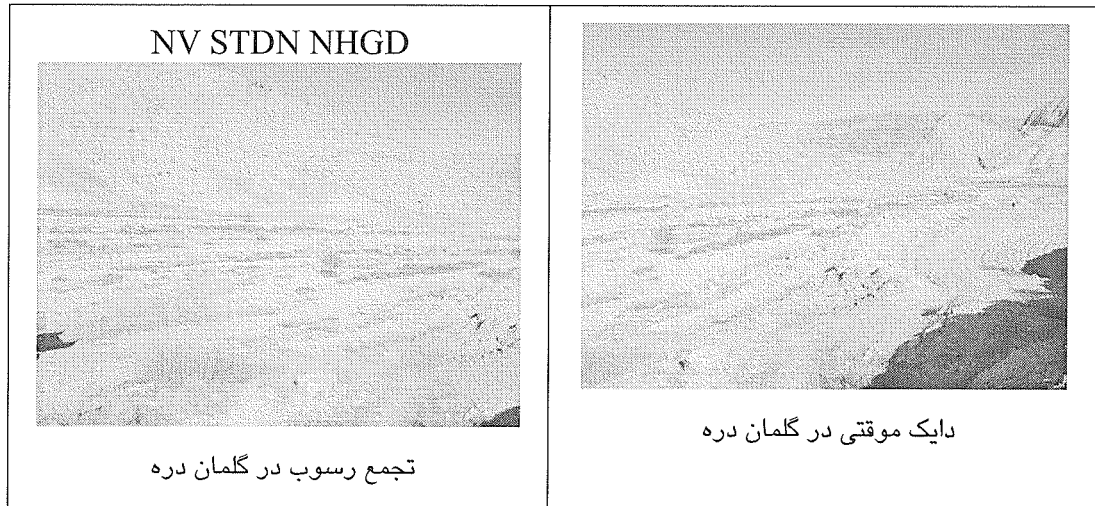 NV STDN NHGD
دایک موقتی در گلمان دره
تجمع رسوب در گلمان دره